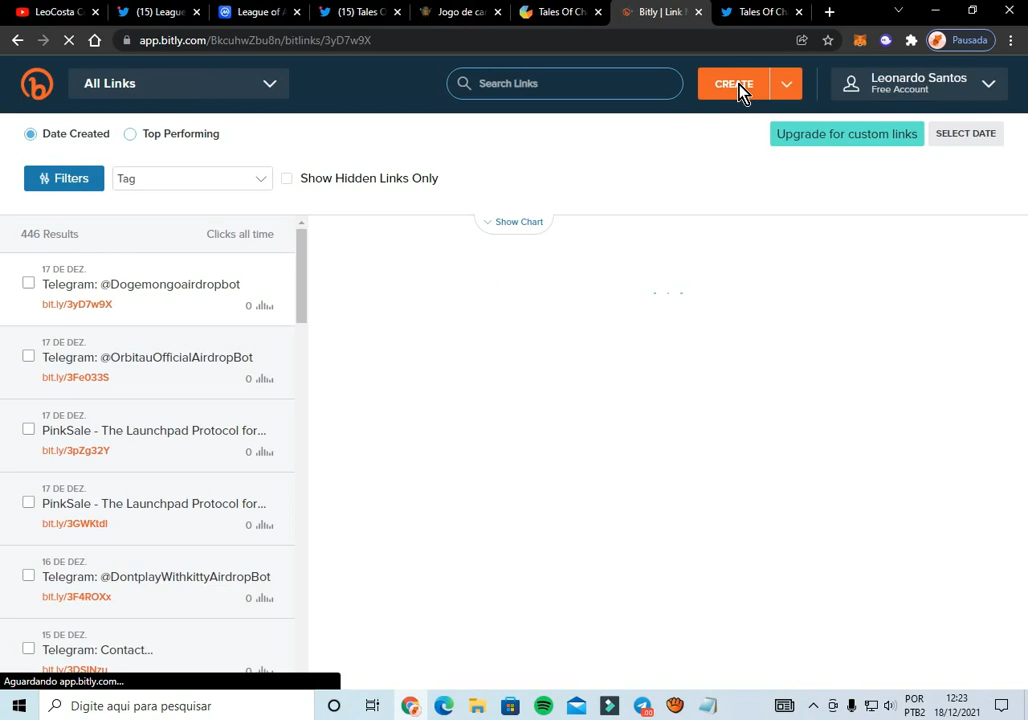 LeoCosta C
(15) League
League of A
(15) Tales O
Jogo de ca
Tales Of Ch
Bitly | Link
Tales Of Ch
app.bitly.com/BkcuhwZbu8n/bitlinks/3yD7w9X
Pausada
All Links
Search Links
CREATE
Leonardo Santos
Free Account
Date Created
Top Performing
Upgrade for custom links
SELECT DATE
Filters
Tag
Show Hidden Links Only
446 Results
Clicks all time
Show Chart
17 DE DEZ.
Telegram: @Dogemongoairdropbot
bit.ly/3yD7w9X
0
17 DE DEZ.
Telegram: @OrbitauOfficialAirdropBot
bit.ly/3Fe033S
0
17 DE DEZ.
PinkSale - The Launchpad Protocol for...
bit.ly/3pZg32Y
0
17 DE DEZ.
PinkSale - The Launchpad Protocol for...
bit.ly/3GWKtdl
0
16 DE DEZ.
Telegram: @DontplayWithkittyAirdropBot
bit.ly/3F4ROXx
0
15 DE DEZ.
Telegram: Contact...
bit.ly/3DSINzu
0
Aguardando app.bitly.com...
Digite aqui para pesquisar
POR
PTB2
12:23
18/12/2021